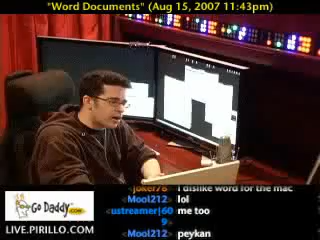 "Word Documents" (Aug 15, 2007 11:43pm)
<joker78> I dislike word for the mac
<Mool212> lol
<ustreamer|60 me too
9>
<Mool212> peykan
Go Daddy.com
LIVE.PIRILLO.COM